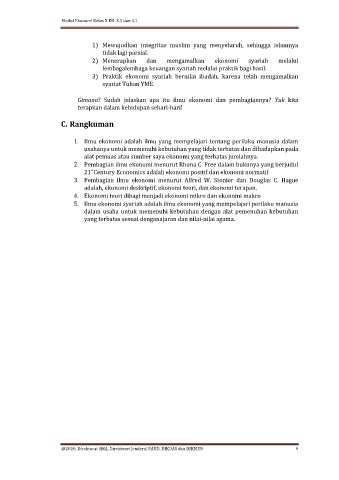 Modul Ekonomi Kelas X KD 3.1 dan 4.1
1) Mewujudkan integritas muslim yang menyeluruh, sehingga islamnya
tidak lagi parsial.
2) Menerapkan dan mengamalkan ekonomi syariah melalui
lembagalembaga keuangan syariah melalui praktik bagi hasil.
3) Praktik ekonomi syariah bernilai ibadah, karena telah mengamalkan
syariat Tuhan YME.
Gimana? Sudah jelaskan apa itu ilmu ekonomi dan pembagiannya? Yuk kita
terapkan dalam kehidupan sehari-hari!
C. Rangkuman
1. Ilmu ekonomi adalah ilmu yang mempelajari tentang perilaku manusia dalam
usahanya untuk memenuhi kebutuhan yang tidak terbatas dan dihadapkan pada
alat pemuas atau sumber saya ekonomi yang terbatas jumlahnya.
2. Pembagian ilmu ekonomi menurut Rhona C. Free dalam bukunya yang berjudul
21" Century Economics adalah ekonomi positif dan ekonomi normatif
3. Pembagian ilmu ekonomi menurut Alfred W. Stonier dan Douglas C. Hague
adalah, ekonomi deskriptif, ekonomi teori, dan ekonomi terapan.
4. Ekonomi teori dibagi menjadi ekonomi mikro dan ekonomi makro
5. Ilmu ekonomi syariah adalah ilmu ekonomi yang mempelajari perilaku manusia
dalam usaha untuk memenuhi kebutuhan dengan alat pemenuhan kebutuhan
yang terbatas sesuai dengan ajaran dan nilai-nilai agama.
@2020, Direktorat SMA, Direktorat Jenderal PAUD, DIKDAS dan DIKMEN 9